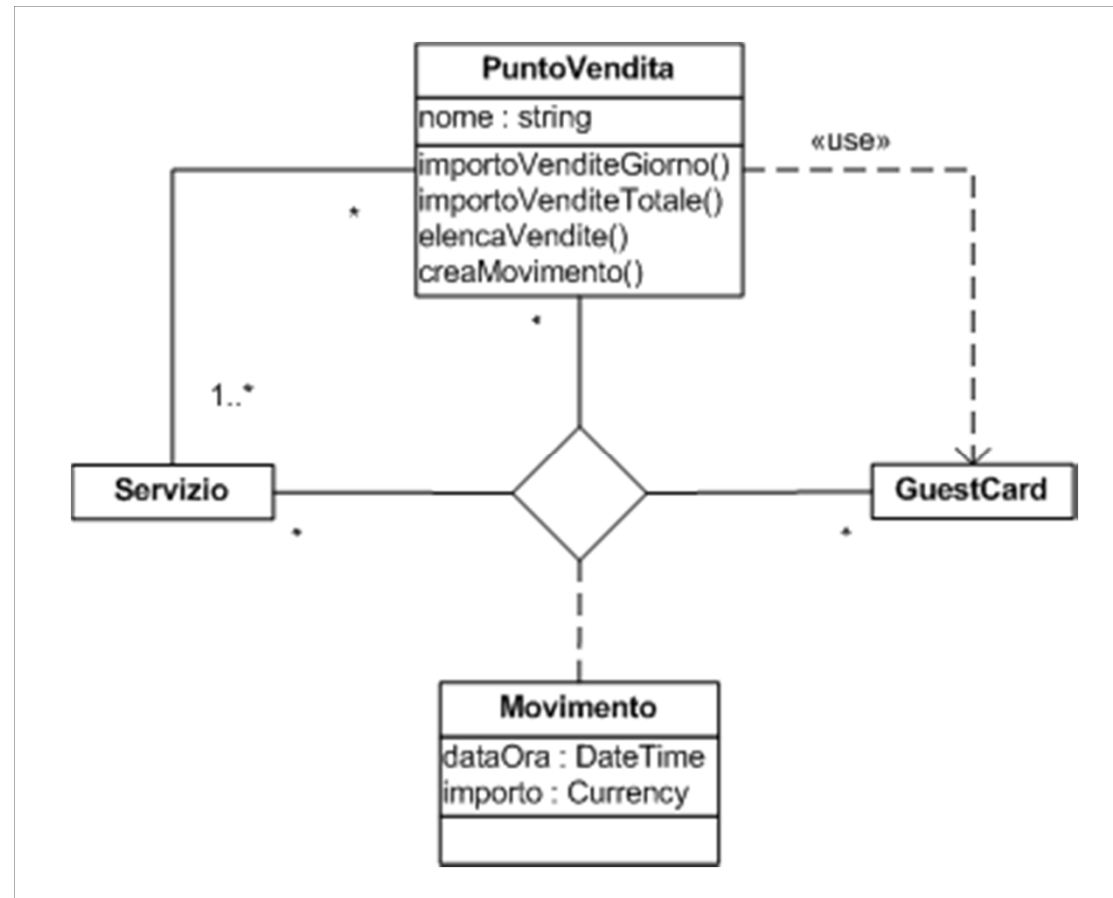 PuntoVendita
nome : string
«use»
importoVenditeGiorno()
importoVenditeTotale()
elencaVendite()
creaMovimento()
*
*
1..*
Servizio
GuestCard
*
*
Movimento
dataOra : DateTime
importo : Currency